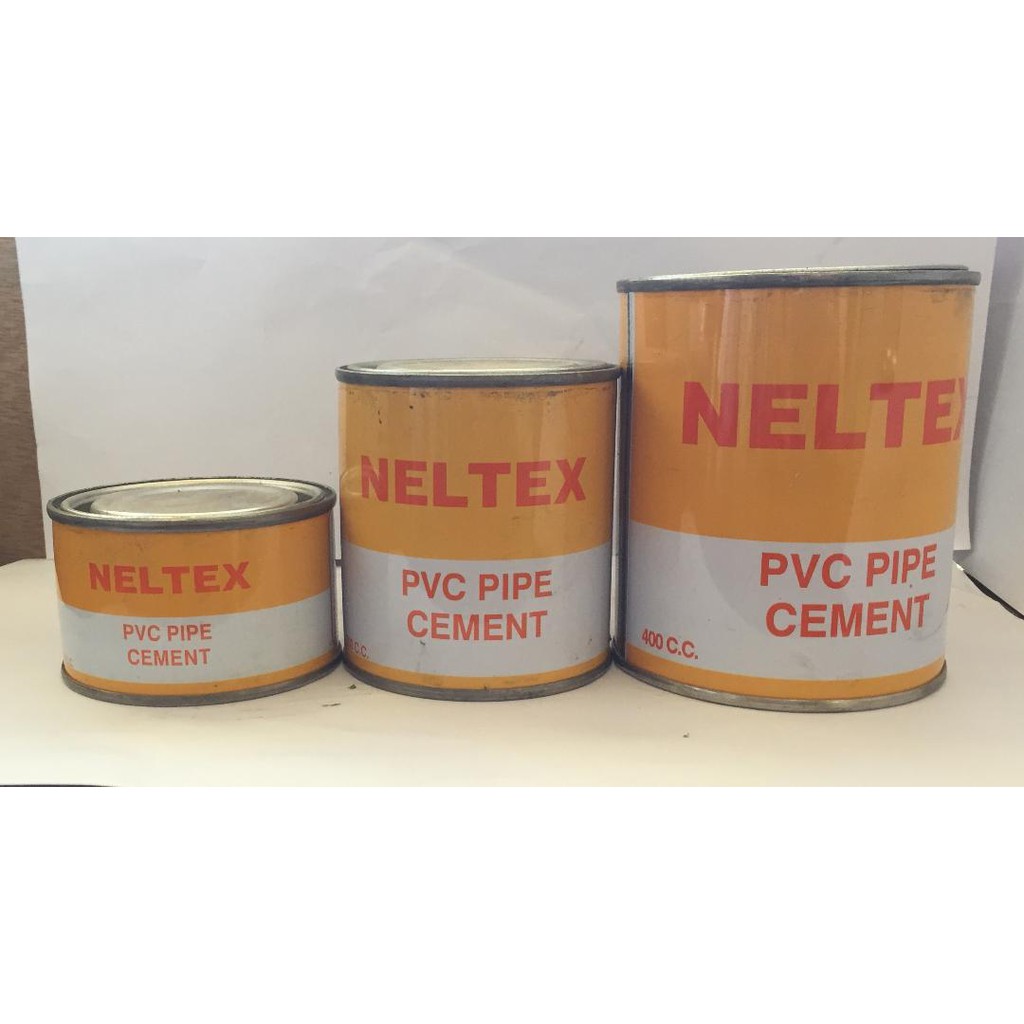 NELTEX
PVC PIPE
CEMENT
NELTEX
PVC PIPE
CEMENT
C.C.
NELTEX
PVC PIPE
CEMENT
400 C.C.